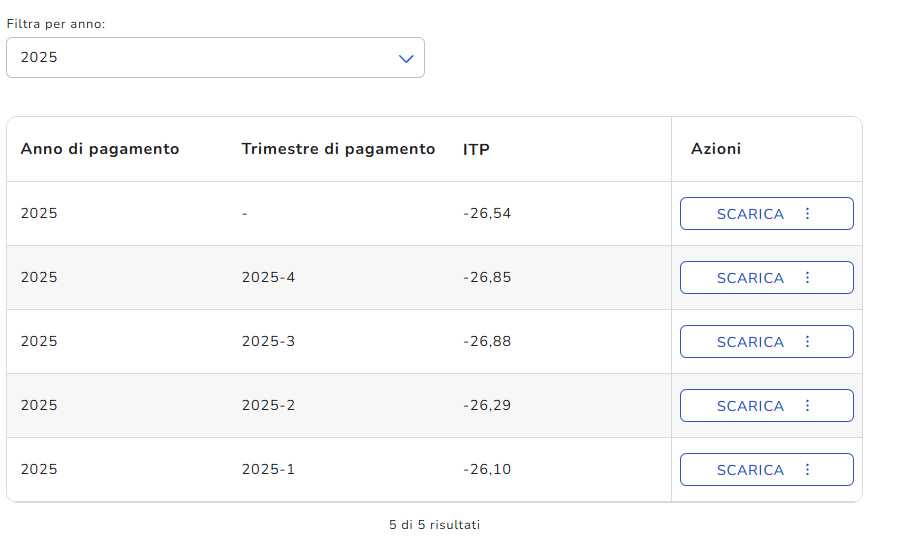 Filtra per anno:
2025
Anno di pagamento Trimestre di pagamento ITP Azioni
2025 - -26,54 SCARICA
2025 2025-4 -26,85 SCARICA
2025 2025-3 -26,88 SCARICA
2025 2025-2 -26,29 SCARICA
2025 2025-1 -26,10 SCARICA
5 di 5 risultati